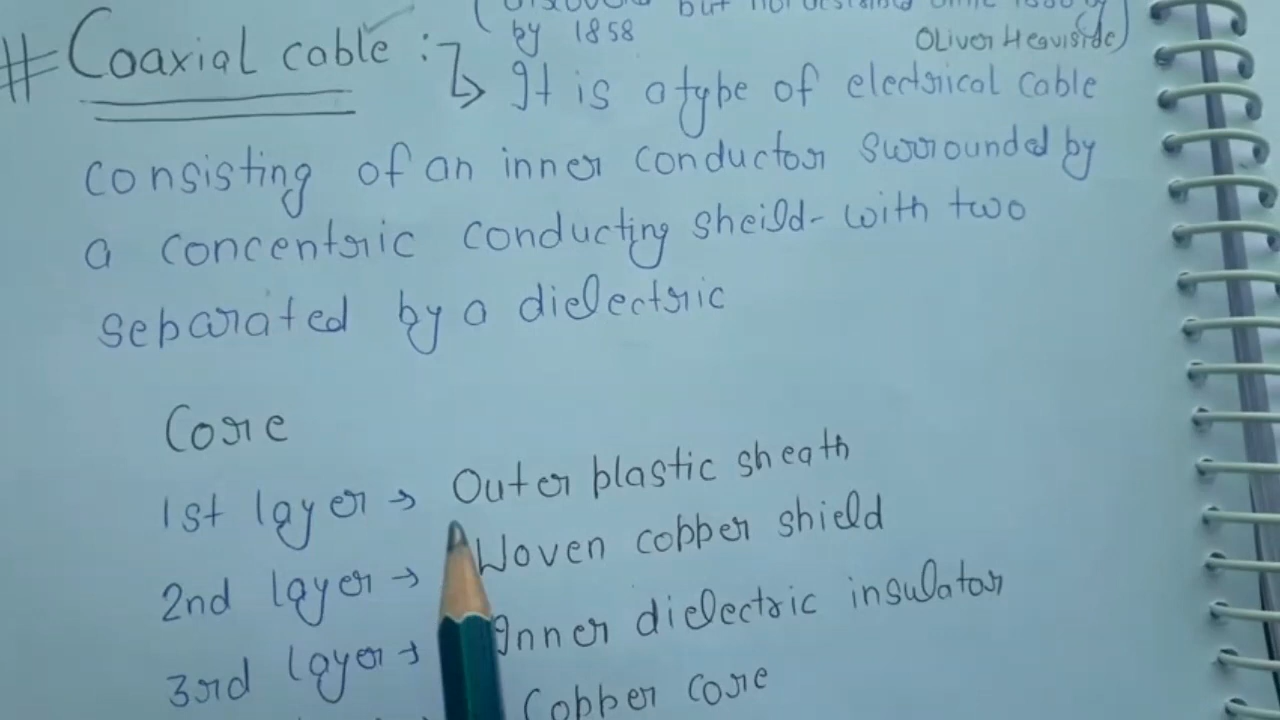 by 1858 Oliver Heaviside)
# Coaxial cable :- It is a type of electrical cable
consisting of an inner conductor surrounded by
a concentric conducting sheild- with two
separated by a dielectric
Core
1st layer → Outer plastic sheath
2nd layer → Woven copper shield
3rd layer → Inner dielectric insulator
Copper core